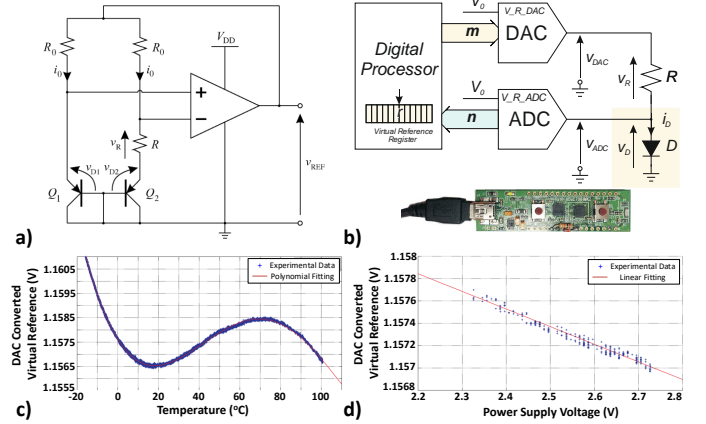 R0
R0
VDD
i0
i0
+
−
vR
R
vD1
vD2
Q1
Q2
vREF
a)
Digital
Processor
r
Virtual Reference
Register
m
V0
V_R_DAC
DAC
vDAC
vR
R
n
V0
V_R_ADC
ADC
vADC
vD
iD
D
b)
DAC Converted
Virtual Reference (V)
1.1605
1.1595
1.1585
1.1565
1.1555
Experimental Data
Polynomial Fitting
-20
0
20
40
60
80
100
Temperature (oC)
c)
DAC Converted
Virtual Reference (V)
1.158
1.1576
1.1574
1.1572
1.157
1.1568
Experimental Data
Linear Fitting
2.2
2.3
2.4
2.5
2.6
2.7
2.8
Power Supply Voltage (V)
d)